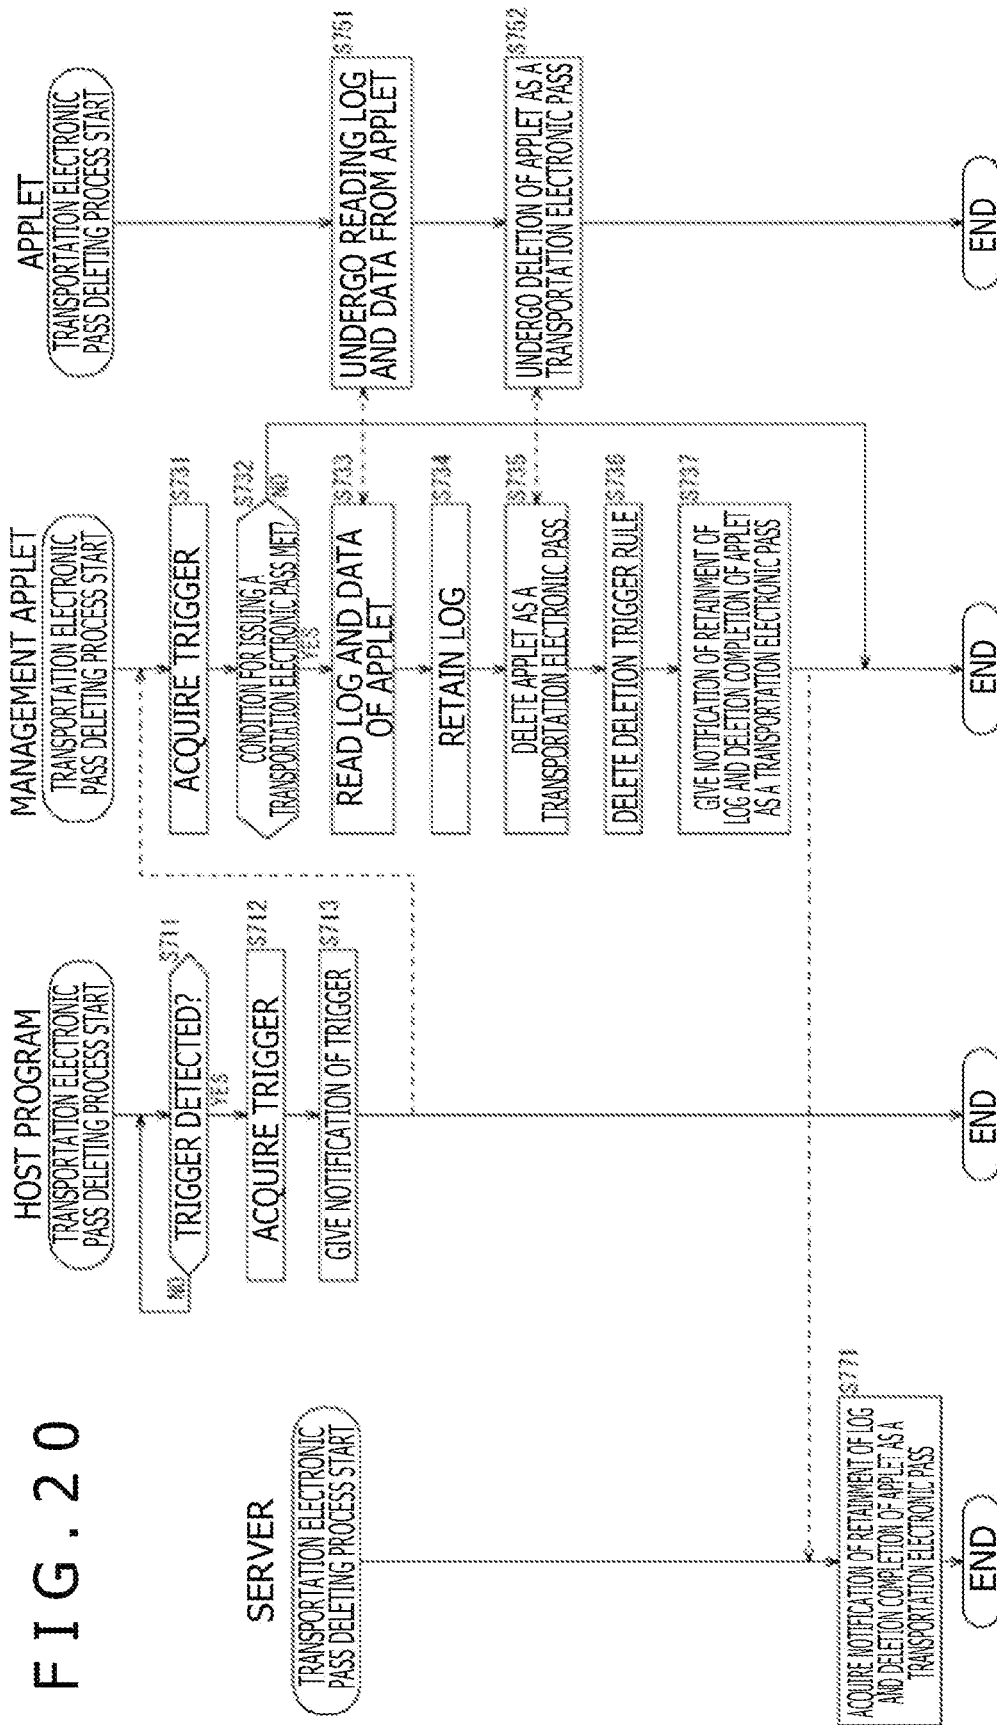 FIG.20
SERVER
TRANSPORTATION ELECTRONIC
PASS DELETING PROCESS START
ACQUIRE NOTIFICATION OF RETAINMENT OF LOG
AND DELETION COMPLETION OF APPLET AS A
TRANSPORTATION ELECTRONIC PASS
S771
END
HOST PROGRAM
TRANSPORTATION ELECTRONIC
PASS DELETING PROCESS START
NO
TRIGGER DETECTED?
S711
YES
ACQUIRE TRIGGER
S712
GIVE NOTIFICATION OF TRIGGER
S713
END
MANAGEMENT APPLET
TRANSPORTATION ELECTRONIC
PASS DELETING PROCESS START
ACQUIRE TRIGGER
S731
CONDITION FOR ISSUING A
TRANSPORTATION ELECTRONIC PASS MET?
S732
NO
YES
READ LOG AND DATA
OF APPLET
S733
RETAIN LOG
S734
DELETE APPLET AS A
TRANSPORTATION ELECTRONIC PASS
S735
DELETE DELETION TRIGGER RULE
S736
GIVE NOTIFICATION OF RETAINMENT OF
LOG AND DELETION COMPLETION OF APPLET
AS A TRANSPORTATION ELECTRONIC PASS
S737
END
APPLET
TRANSPORTATION ELECTRONIC
PASS DELETING PROCESS START
UNDERGO READING LOG
AND DATA FROM APPLET
S751
UNDERGO DELETION OF APPLET AS A
TRANSPORTATION ELECTRONIC PASS
S752
END